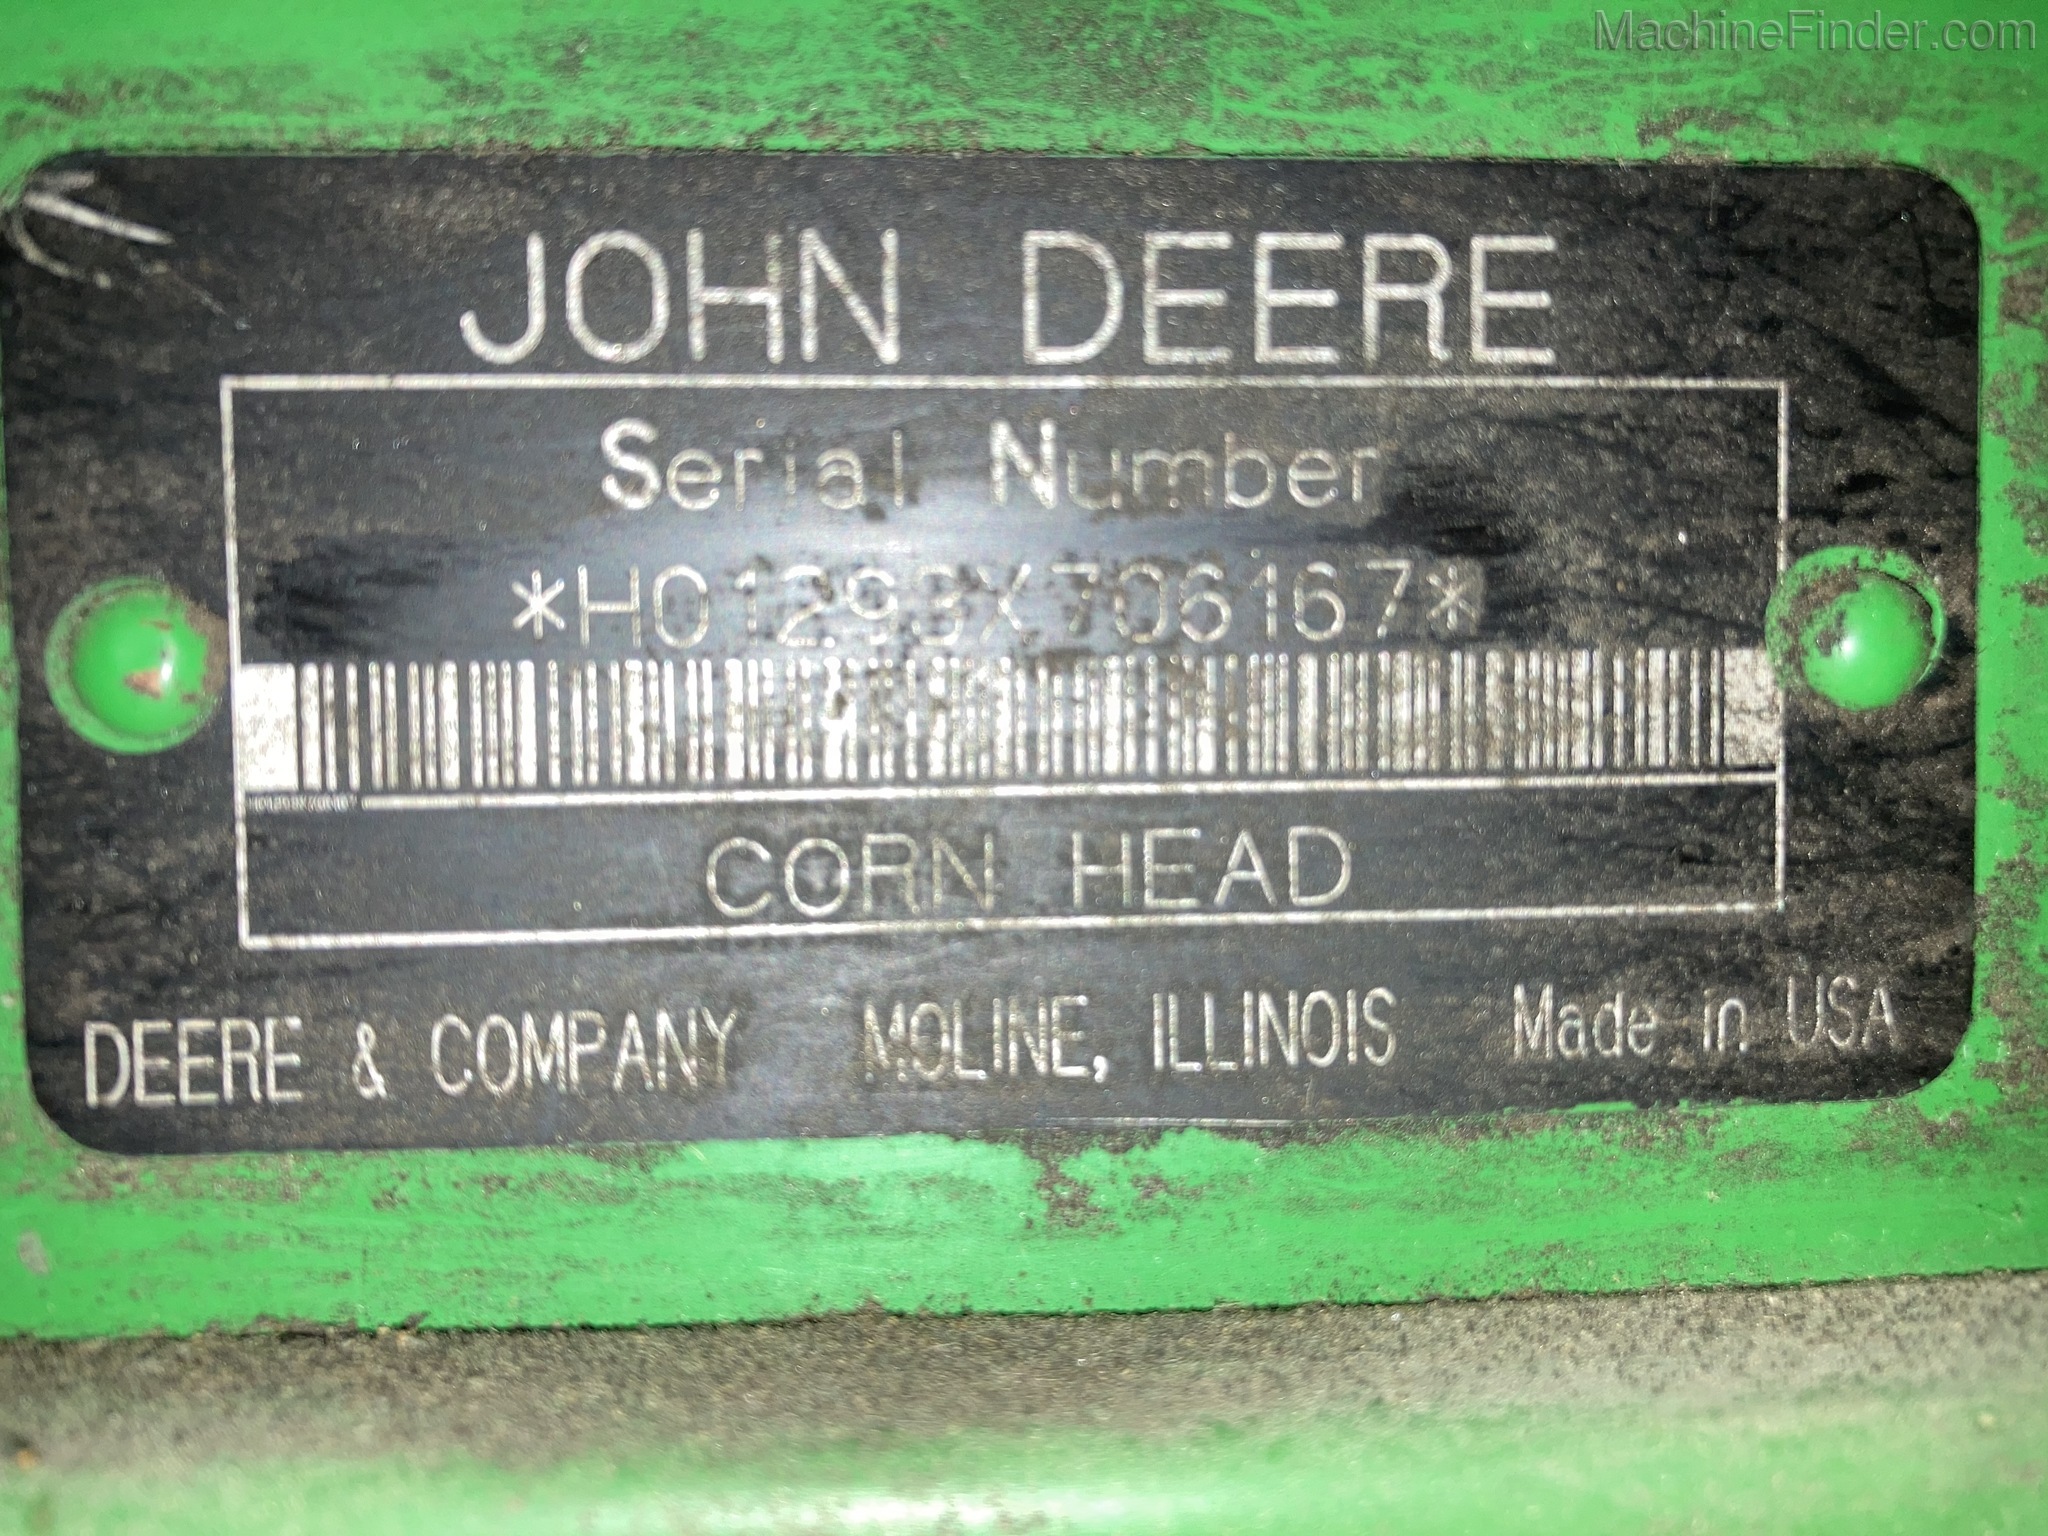 MachineFinder.com
JOHN DEERE
Serial Number
*H01293X706167*
CORN HEAD
DEERE & COMPANY MOLINE, ILLINOIS Made in USA